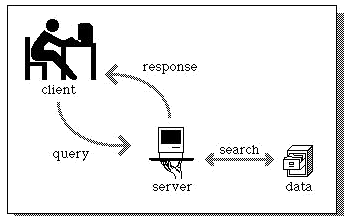 response
client
query
search
server
data